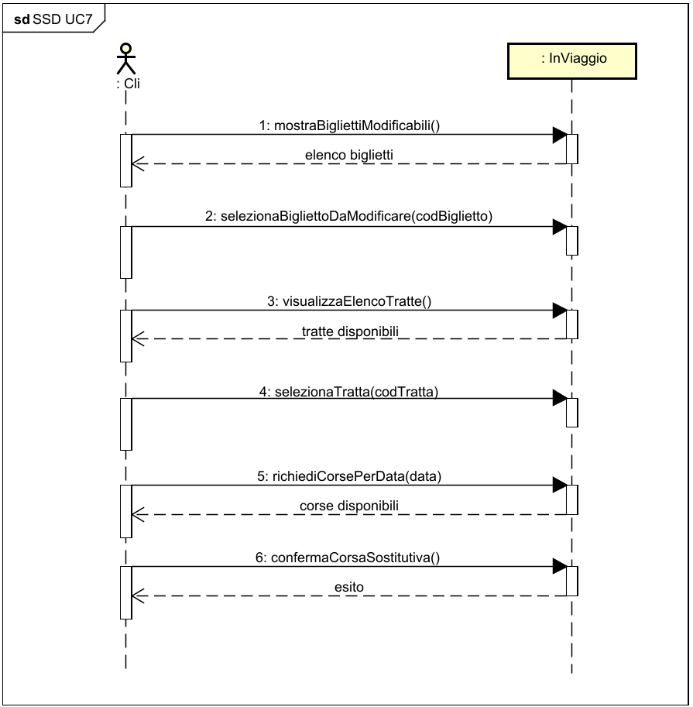 sd SSD UC7
: Cli
: InViaggio
1: mostraBigliettiModificabili()
elenco biglietti
2: selezionaBigliettoDaModificare(codBiglietto)
3: visualizzaElencoTratte()
tratte disponibili
4: selezionaTratta(codTratta)
5: richiediCorsePerData(data)
corse disponibili
6: confermaCorsaSostitutiva()
esito